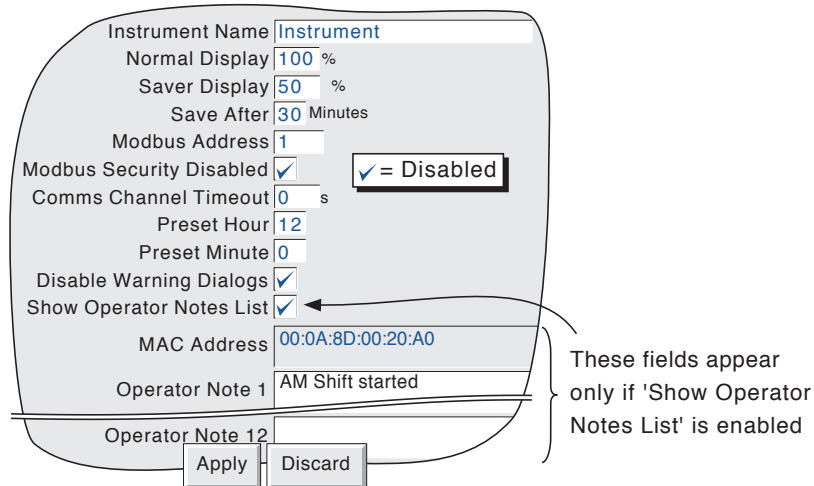 Instrument Name Instrument
Normal Display 100 %
Saver Display 50 %
Save After 30 Minutes
Modbus Address 1
Modbus Security Disabled
= Disabled
Comms Channel Timeout 0 s
Preset Hour 12
Preset Minute 0
Disable Warning Dialogs
Show Operator Notes List
MAC Address 00:0A:8D:00:20:A0
Operator Note 1 AM Shift started
Operator Note 12
Apply Discard
These fields appear
only if 'Show Operator
Notes List' is enabled